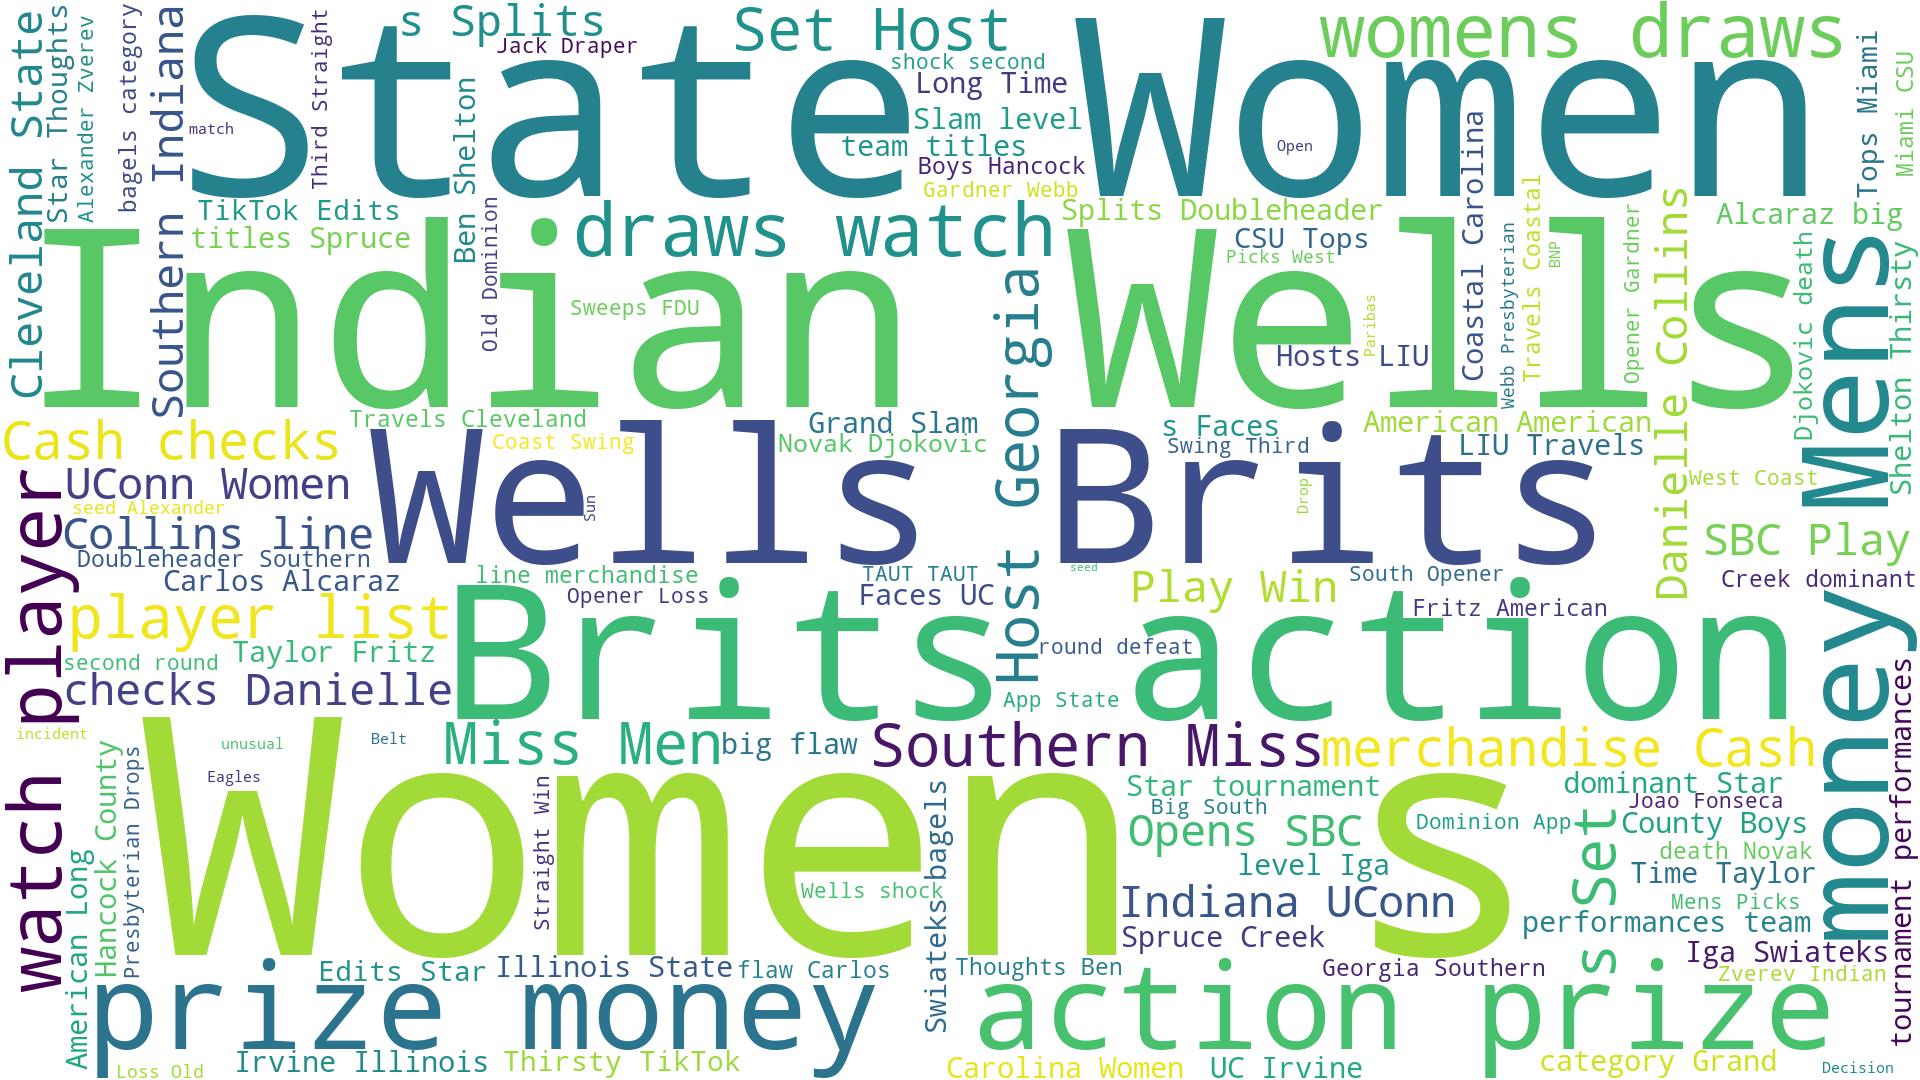 State Women
Indian Wells
Wells Brits
Brits action
Women s
prize money
action prize
Mens money
watch player
womens draws
Set Host
s Splits
Jack Draper
shock second
Long Time
Slam level
team titles
Boys Hancock
Gardner Webb
Cleveland State
Star Thoughts
Alexander Zverev
bagels category
Southern Indiana
match
Third Straight
Ben Shelton
Old Dominion
TikTok Edits
titles Spruce
draws watch
Sweeps FDU
Open
Coastal Carolina
Tops Miami
Miami CSU
Splits Doubleheader
CSU Tops
Picks West
Hosts LIU
Paribas
Webb Presbyterian
Travels Coastal
BNP
Opener Gardner
Danielle Collins
Alcaraz big
Djokovic death
Shelton Thirsty
Host Georgia
Travels Cleveland
Coast Swing
Grand Slam
Novak Djokovic
s Faces
Swing Third
American American
LIU Travels
West Coast
Cash checks
UConn Women
seed Alexander
Collins line
Doubleheader Southern
Carlos Alcaraz
Sun
Drop
SBC Play
Creek dominant
line merchandise
Opener Loss
TAUT TAUT
Faces UC
seed
Play Win
South Opener
Fritz American
player list
Taylor Fritz
second round
checks Danielle
round defeat
App State
incident
unusual
Belt
Eagles
Miss Men
big flaw
Southern Miss
merchandise Cash
Hancock County
Presbyterian Drops
American Long
Straight Win
Wells shock
Swiateks bagels
Star tournament
Big South
Opens SBC
Dominion App
level Iga
Indiana UConn
Spruce Creek
s Set
dominant Star
Joao Fonseca
County Boys
death Novak
Time Taylor
Mens Picks
performances team
Iga Swiateks
Zverev Indian
tournament performances
Edits Star
Illinois State
flaw Carlos
Thoughts Ben
Georgia Southern
Loss Old
Irvine Illinois
Thirsty TikTok
Carolina Women
UC Irvine
category Grand
Decision